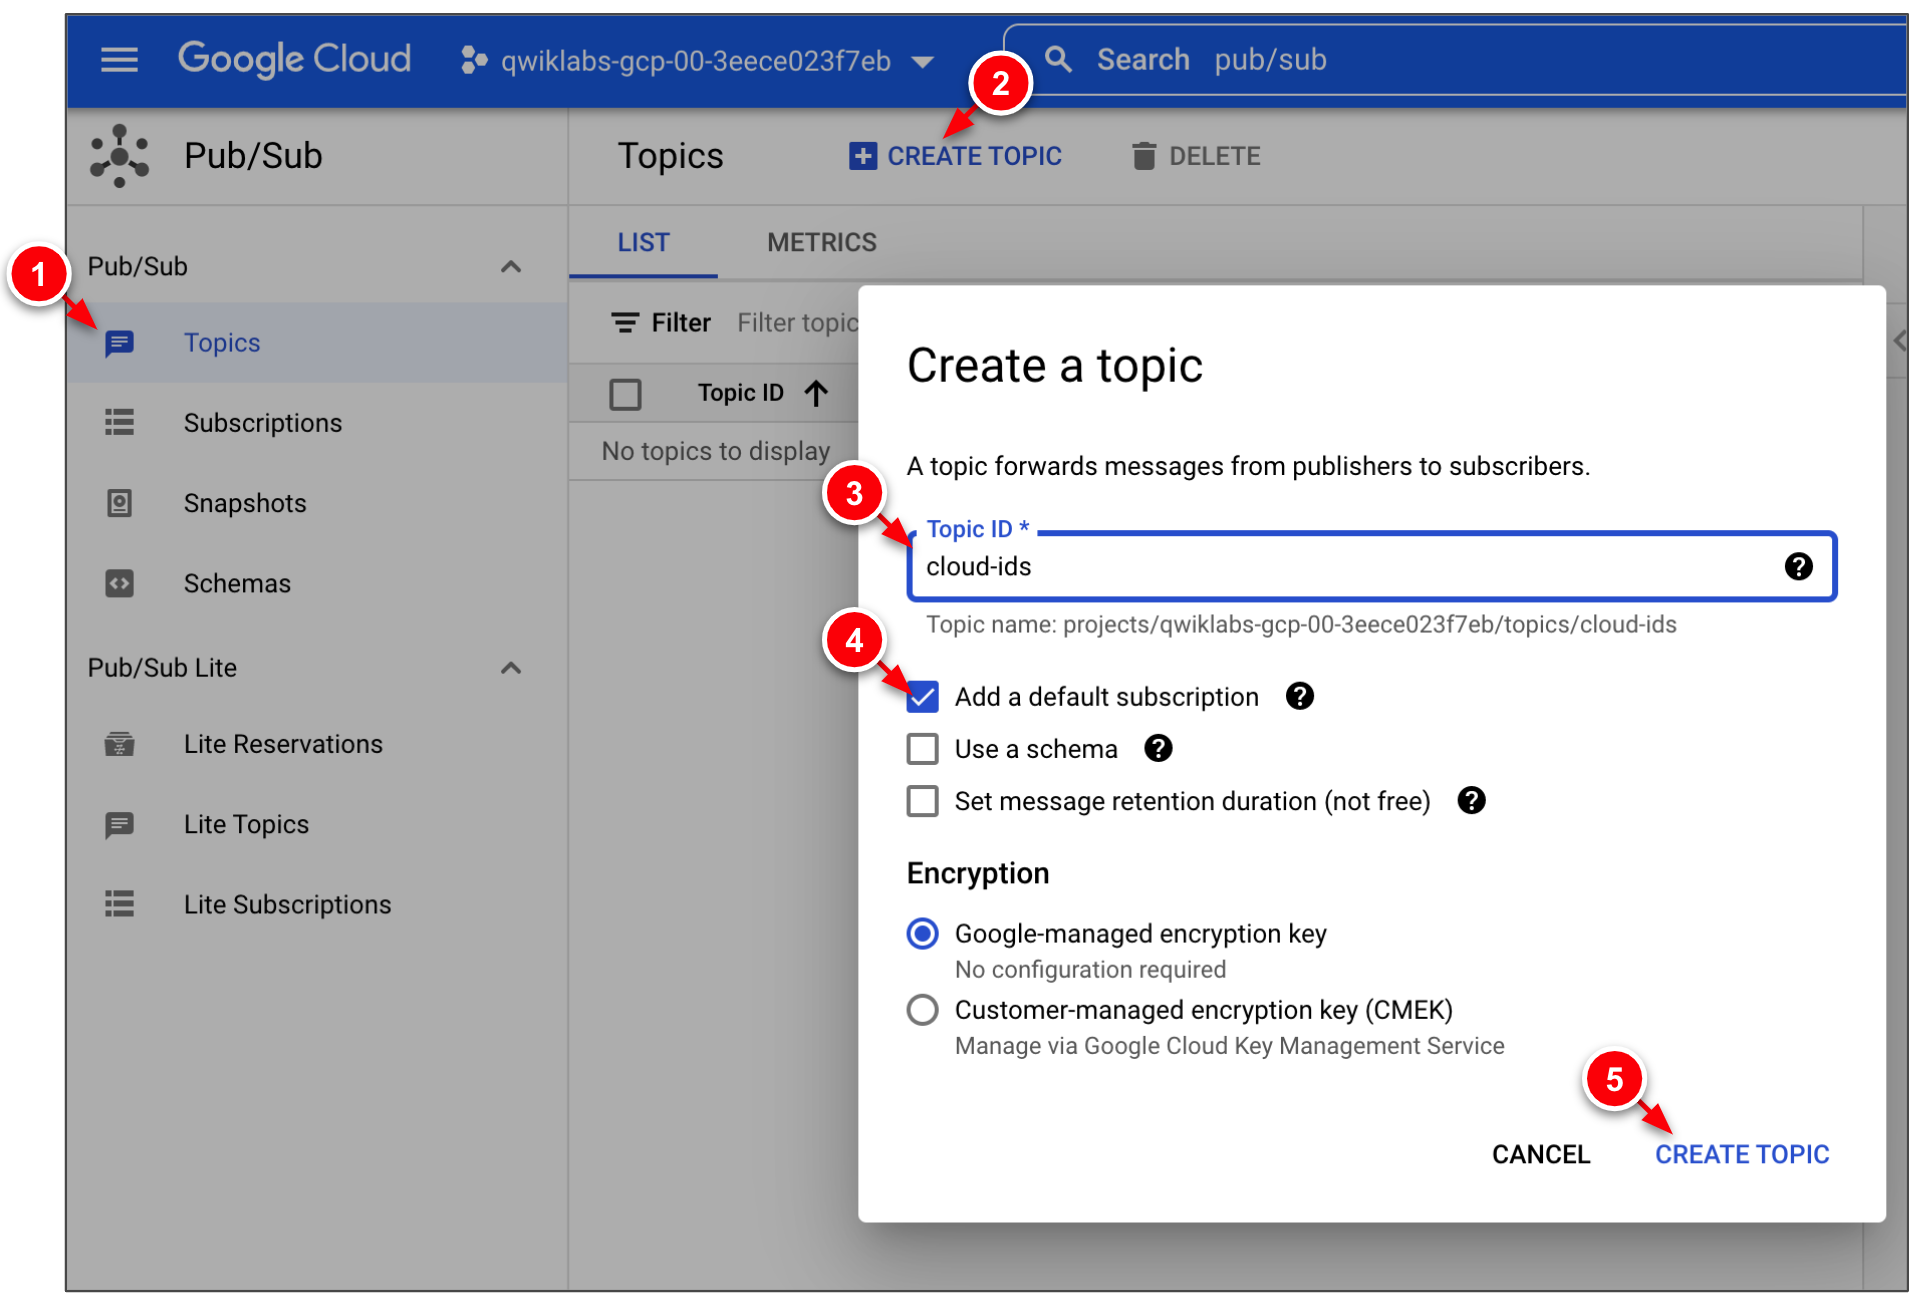 Google Cloud
qwiklabs-gcp-00-3eece023f7eb
Search pub/sub
2
Pub/Sub
Topics
CREATE TOPIC
DELETE
LIST
METRICS
1
Pub/Sub
Topics
Subscriptions
Snapshots
Schemas
Pub/Sub Lite
Lite Reservations
Lite Topics
Lite Subscriptions
Filter Filter topic
Topic ID
No topics to display
Create a topic
A topic forwards messages from publishers to subscribers.
3
Topic ID *
cloud-ids
Topic name: projects/qwiklabs-gcp-00-3eece023f7eb/topics/cloud-ids
4
Add a default subscription
Use a schema
Set message retention duration (not free)
Encryption
Google-managed encryption key
No configuration required
Customer-managed encryption key (CMEK)
Manage via Google Cloud Key Management Service
5
CANCEL
CREATE TOPIC